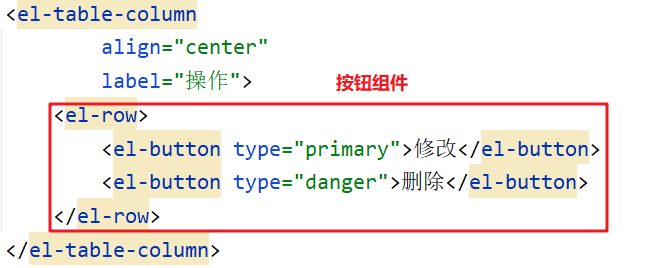 <el-table-column
align="center"
label="操作">
按钮组件
<el-row>
<el-button type="primary">修改</el-button>
<el-button type="danger">删除</el-button>
</el-row>
</el-table-column>